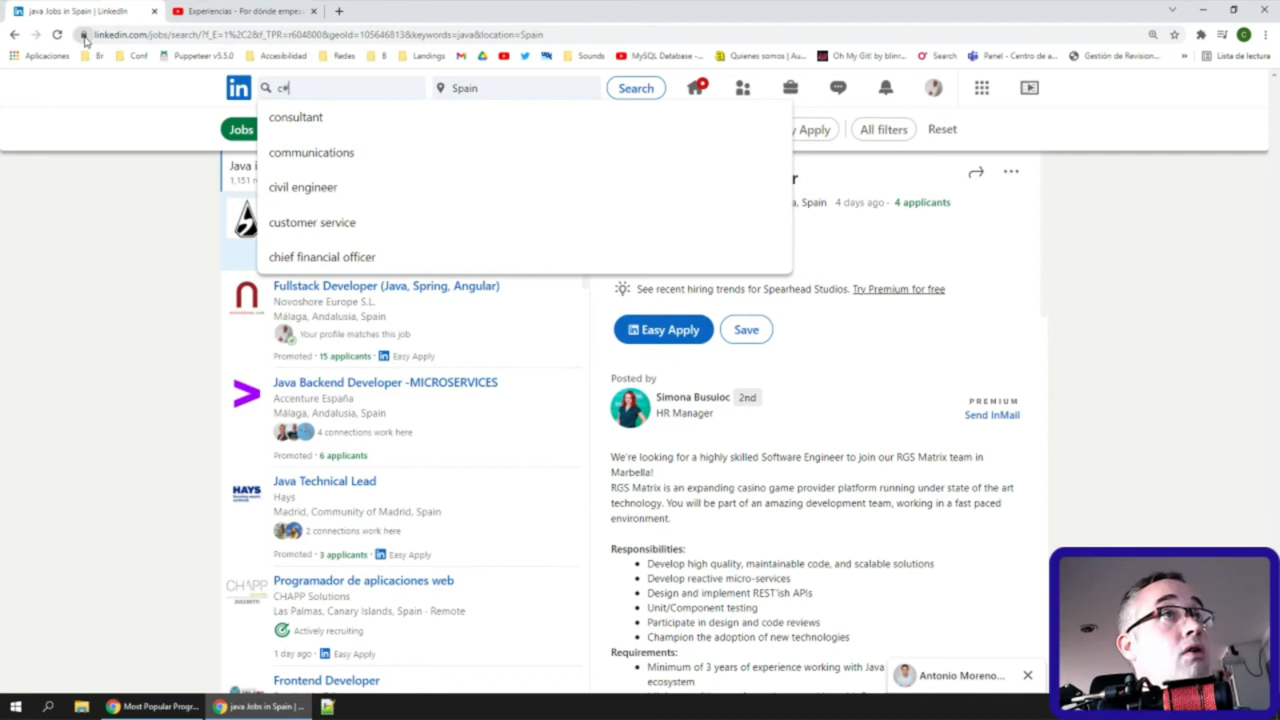 java Jobs in Spain | LinkedIn
Experiencias - Por dónde empez
linkedin.com/jobs/search/?f_E=1%2C2&f_TPR=r604800&geoId=105646813&keywords=java&location=Spain
Aplicaciones
Br
Conf
Puppeteer v5.0.0
Accesibilidad
Redes
B
Landings
Sounds
MySQL Database -...
Quienes somos | Au...
Oh My Git! by blinr...
Search
Panel - Centro de a...
Gestión de Revision...
Lista de lectura
in
c#
Spain
Search
consultant
communications
civil engineer
customer service
chief financial officer
Jobs
y Apply
All filters
Reset
Java i
1,151 r
r
a, Spain 4 days ago · 4 applicants
Fullstack Developer (Java, Spring, Angular)
Novoshore Europe S.L.
Málaga, Andalusia, Spain
Your profile matches this job
Promoted · 15 applicants · Easy Apply
Java Backend Developer -MICROSERVICES
Accenture España
Málaga, Andalusia, Spain
4 connections work here
Promoted · 6 applicants
HAYS
Java Technical Lead
Hays
Madrid, Community of Madrid, Spain
2 connections work here
Promoted · 3 applicants · Easy Apply
CHAPP
Programador de aplicaciones web
CHAPP Solutions
Las Palmas, Canary Islands, Spain - Remote
Actively recruiting
1 day ago · Easy Apply
Frontend Developer
See recent hiring trends for Spearhead Studios. Try Premium for free
Easy Apply
Save
Posted by
Simona Busuioc 2nd
HR Manager
PREMIUM
Send InMail
We're looking for a highly skilled Software Engineer to join our RGS Matrix team in
Marbella!
RGS Matrix is an expanding casino game provider platform running under state of the art
technology. You will be part of an amazing development team, working in a fast paced
environment.
Responsibilities:
• Develop high quality, maintainable code, and scalable solutions
• Develop reactive micro-services
• Design and implement REST'ish APIs
• Unit/Component testing
• Participate in design and code reviews
• Champion the adoption of new technologies
Requirements:
• Minimum of 3 years of experience working with Java
ecosystem
Antonio Moreno...
Most Popular Progr...
java Jobs in Spain | ...